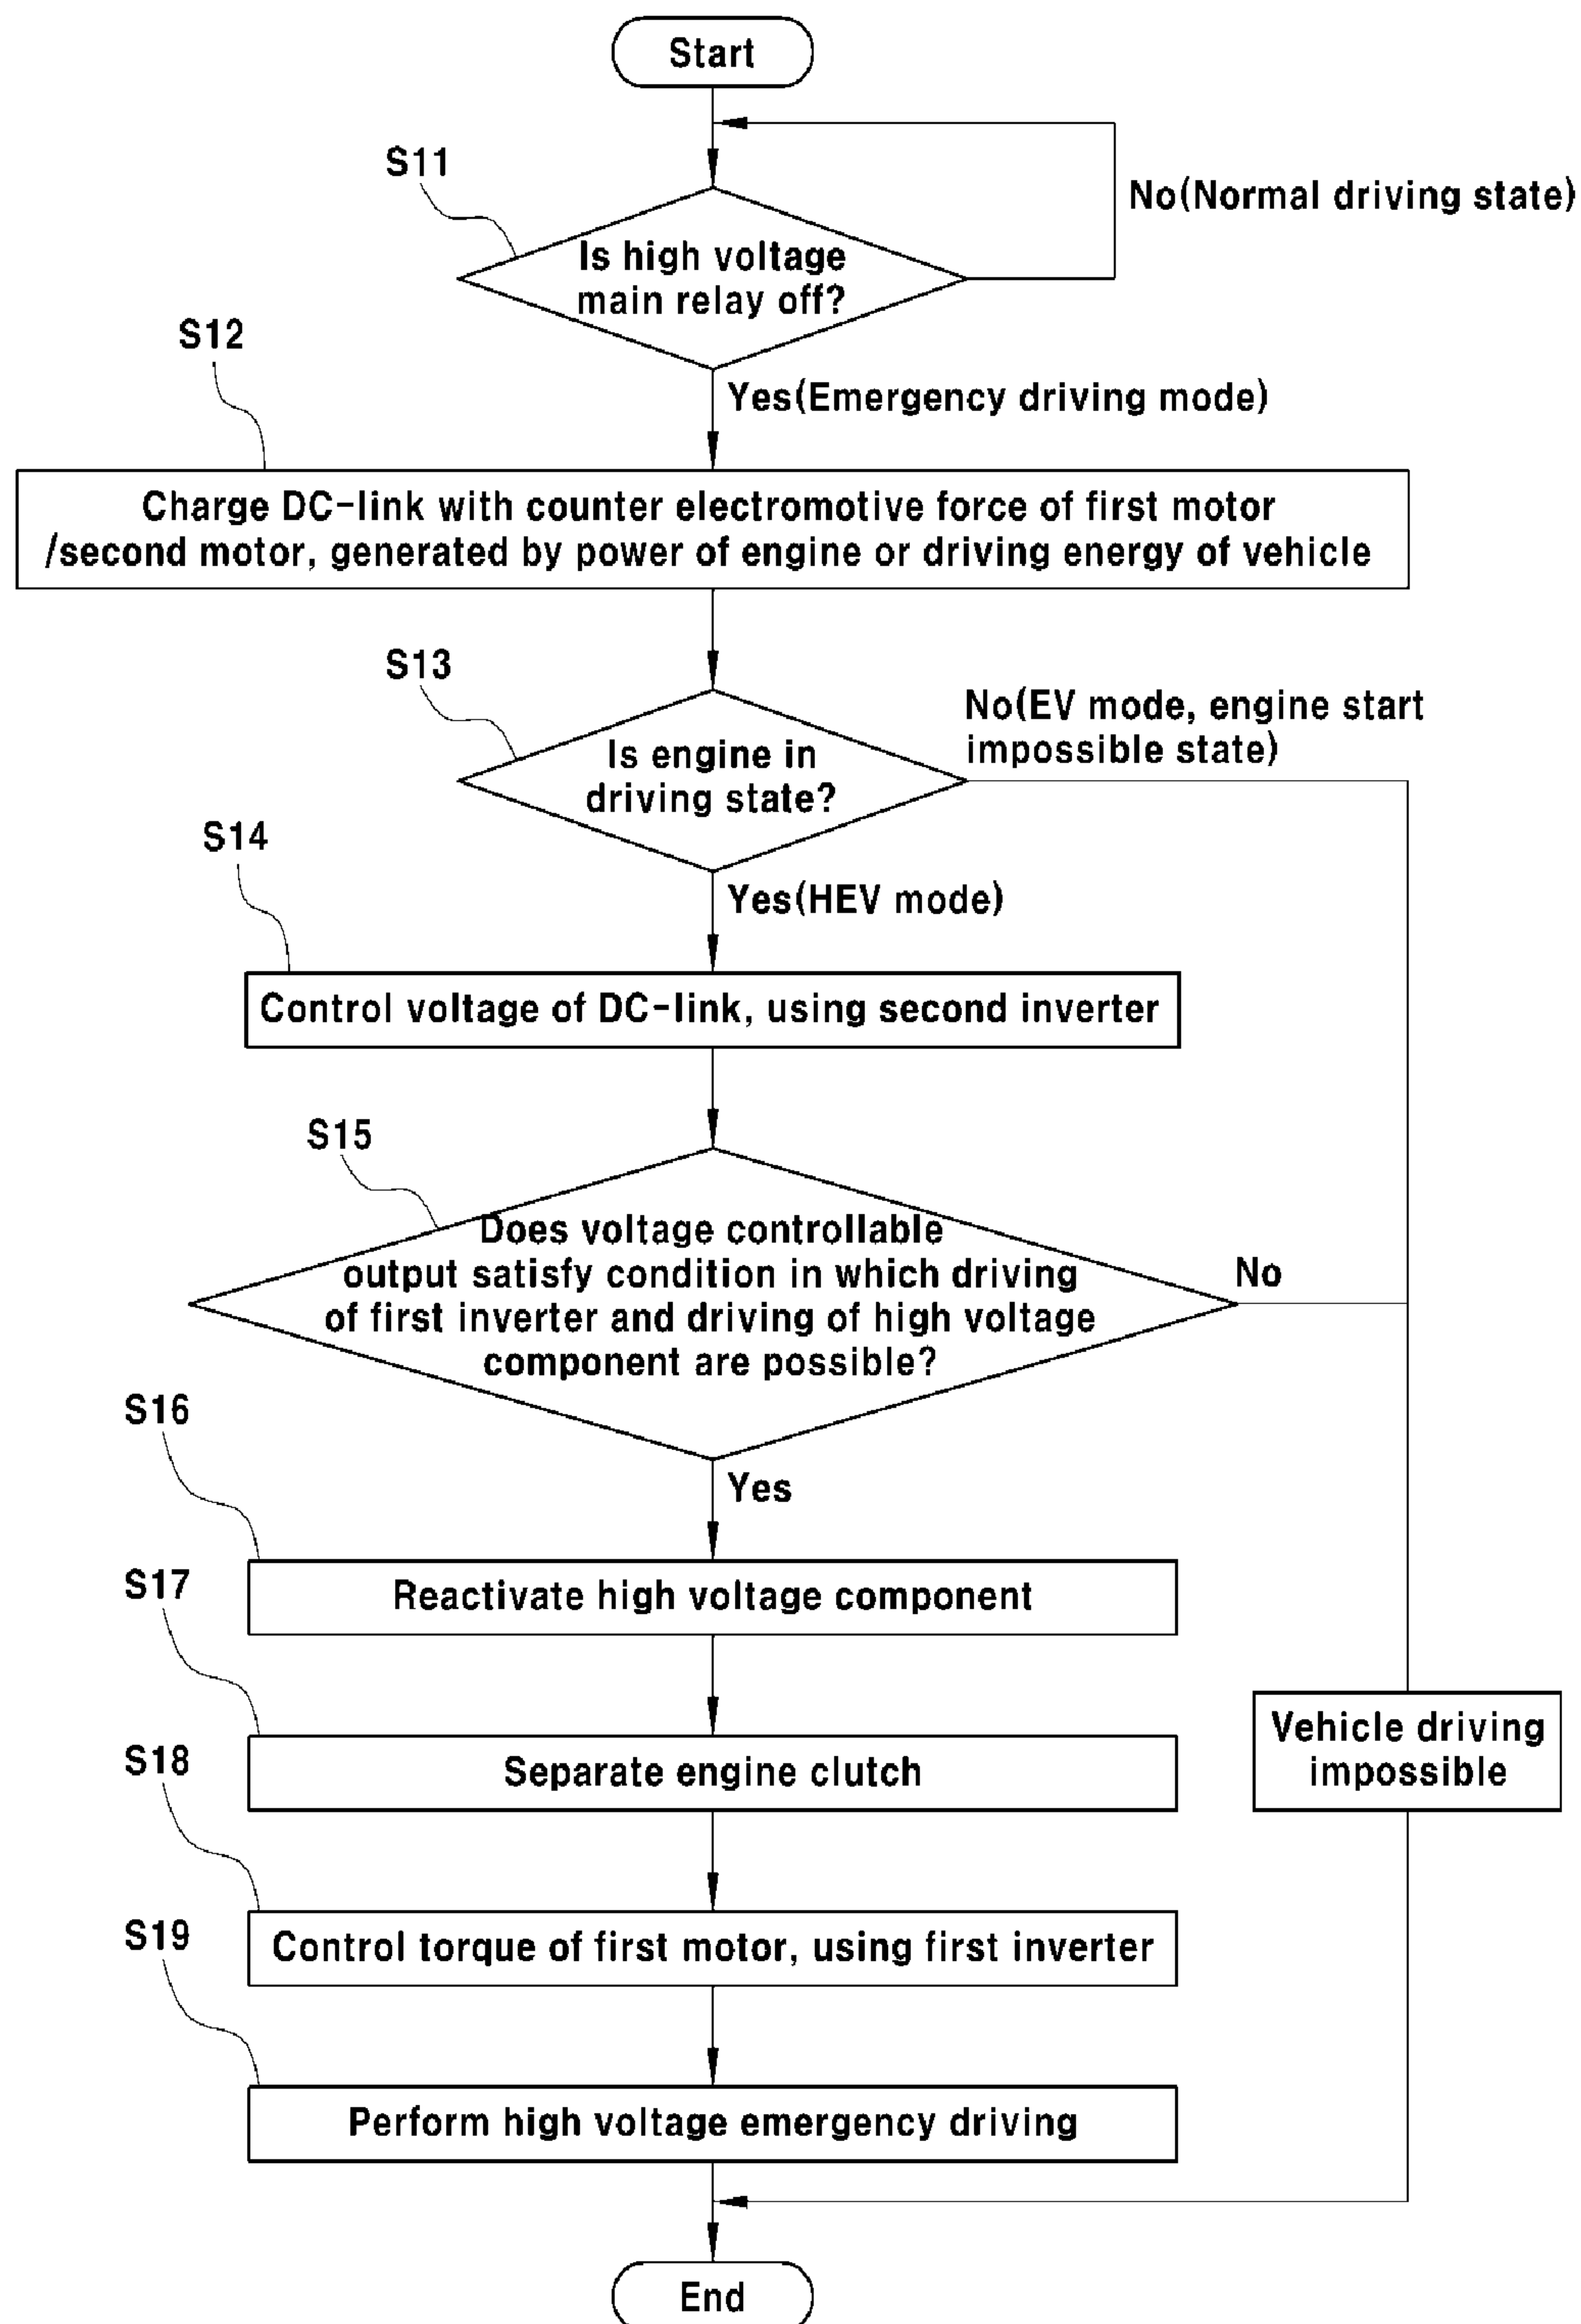 Start
S11
No(Normal driving state)
Is high voltage
main relay off?
S12
Yes(Emergency driving mode)
Charge DC-link with counter electromotive force of first motor
/second motor, generated by power of engine or driving energy of vehicle
S13
No(EV mode, engine start
impossible state)
Is engine in
driving state?
S14
Yes(HEV mode)
Control voltage of DC-link, using second inverter
S15
Does voltage controllable
output satisfy condition in which driving
of first inverter and driving of high voltage
component are possible?
No
S16
Yes
Reactivate high voltage component
S17
Separate engine clutch
Vehicle driving
impossible
S18
Control torque of first motor, using first inverter
S19
Perform high voltage emergency driving
End